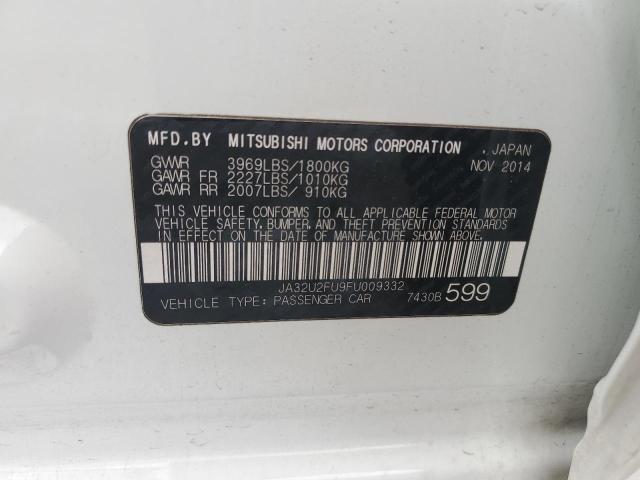 MFD.BY MITSUBISHI MOTORS CORPORATION , JAPAN
GVWR 3969LBS/1800KG NOV 2014
GAWR FR 2227LBS/1010KG
GAWR RR 2007LBS/ 910KG
THIS VEHICLE CONFORMS TO ALL APPLICABLE FEDERAL MOTOR
VEHICLE SAFETY, BUMPER, AND THEFT PREVENTION STANDARDS
IN EFFECT ON THE DATE OF MANUFACTURE SHOWN ABOVE.
JA32U2FU9FU009332
VEHICLE TYPE: PASSENGER CAR 7430B 599